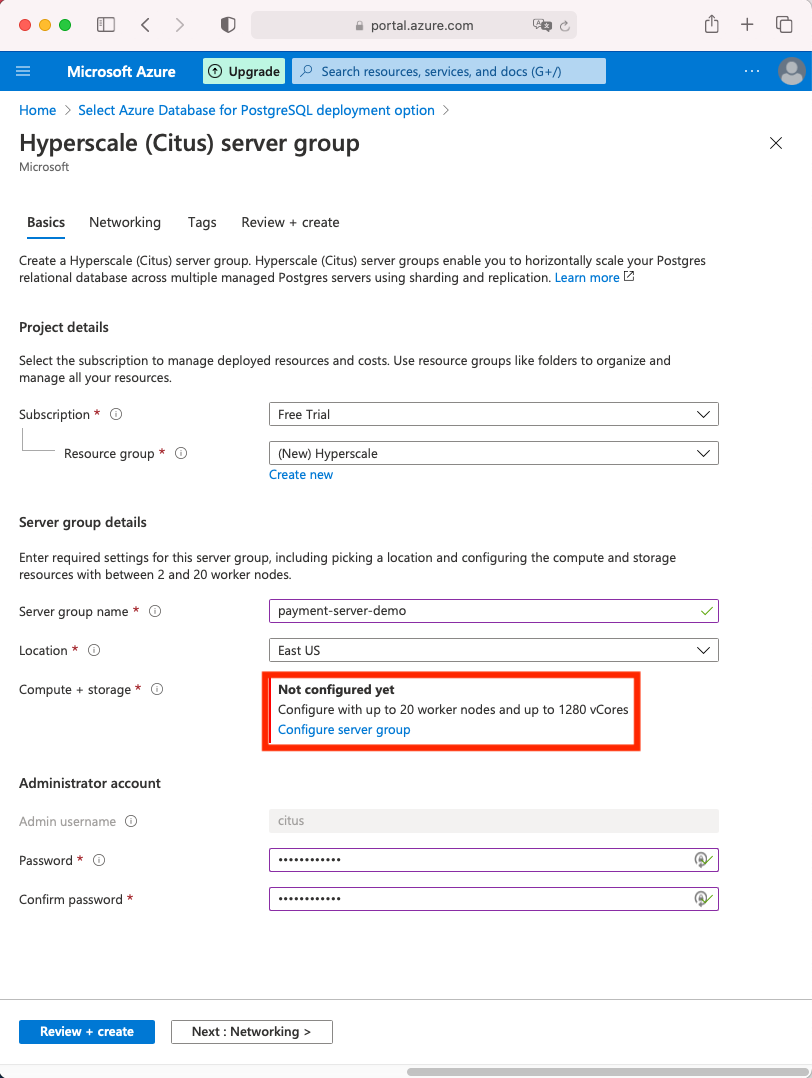 portal.azure.com
Microsoft Azure
Upgrade
Search resources, services, and docs (G+/)
Home > Select Azure Database for PostgreSQL deployment option >
Hyperscale (Citus) server group
Microsoft
Basics Networking Tags Review + create
Create a Hyperscale (Citus) server group. Hyperscale (Citus) server groups enable you to horizontally scale your Postgres
relational database across multiple managed Postgres servers using sharding and replication. Learn more
Project details
Select the subscription to manage deployed resources and costs. Use resource groups like folders to organize and
manage all your resources.
Subscription *
Free Trial
Resource group *
(New) Hyperscale
Create new
Server group details
Enter required settings for this server group, including picking a location and configuring the compute and storage
resources with between 2 and 20 worker nodes.
Server group name *
payment-server-demo
Location *
East US
Compute + storage *
Not configured yet
Configure with up to 20 worker nodes and up to 1280 vCores
Configure server group
Administrator account
Admin username
citus
Password *
••••••••••••
Confirm password *
••••••••••••
Review + create
Next : Networking >